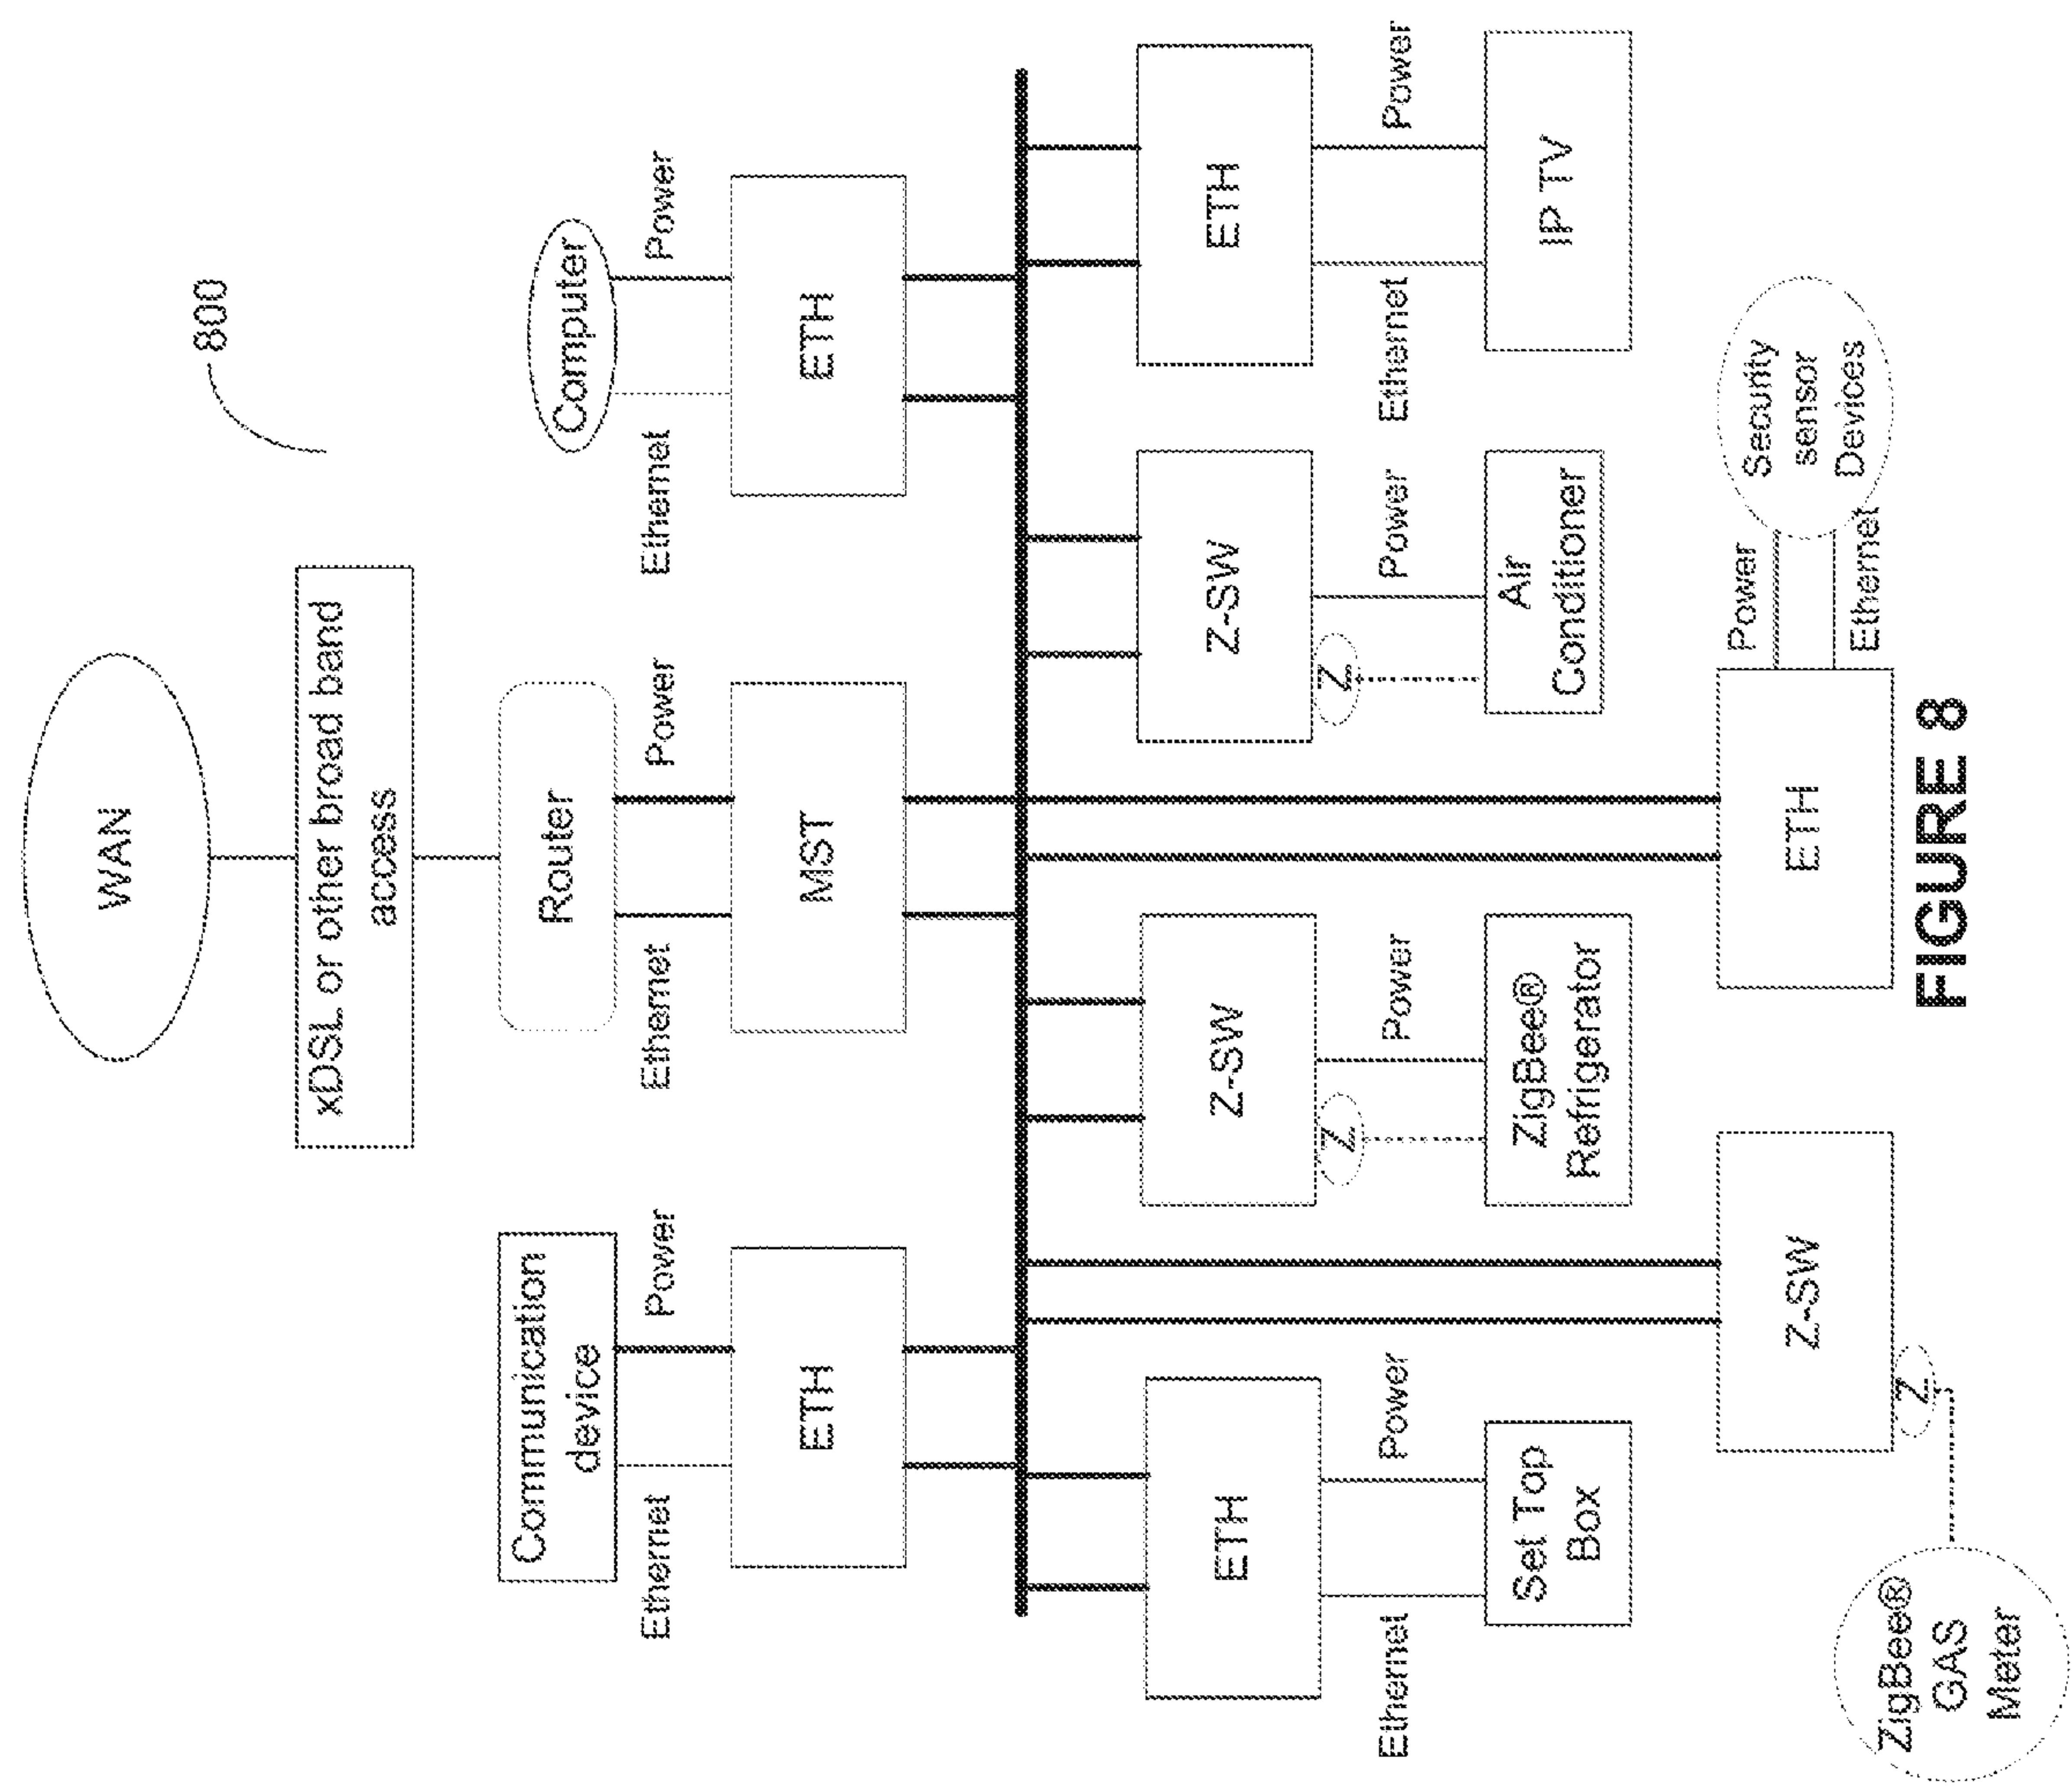 800
WAN
xDSL or other broad band
access
Communication
device
Router
Computer
Ethernet
Power
Ethernet
Power
Ethernet
Power
ETH
MST
ETH
ETH
Z-SW
Z-SW
ETH
Z
Z
Ethernet
Power
Power
Power
Ethernet
Power
Set Top
Box
ZigBee®
Refrigerator
Air
Conditioner
IP TV
Z-SW
ETH
Power
Ethernet
Security
sensor
Devices
Z
ZigBee®
GAS
Meter
FIGURE 8